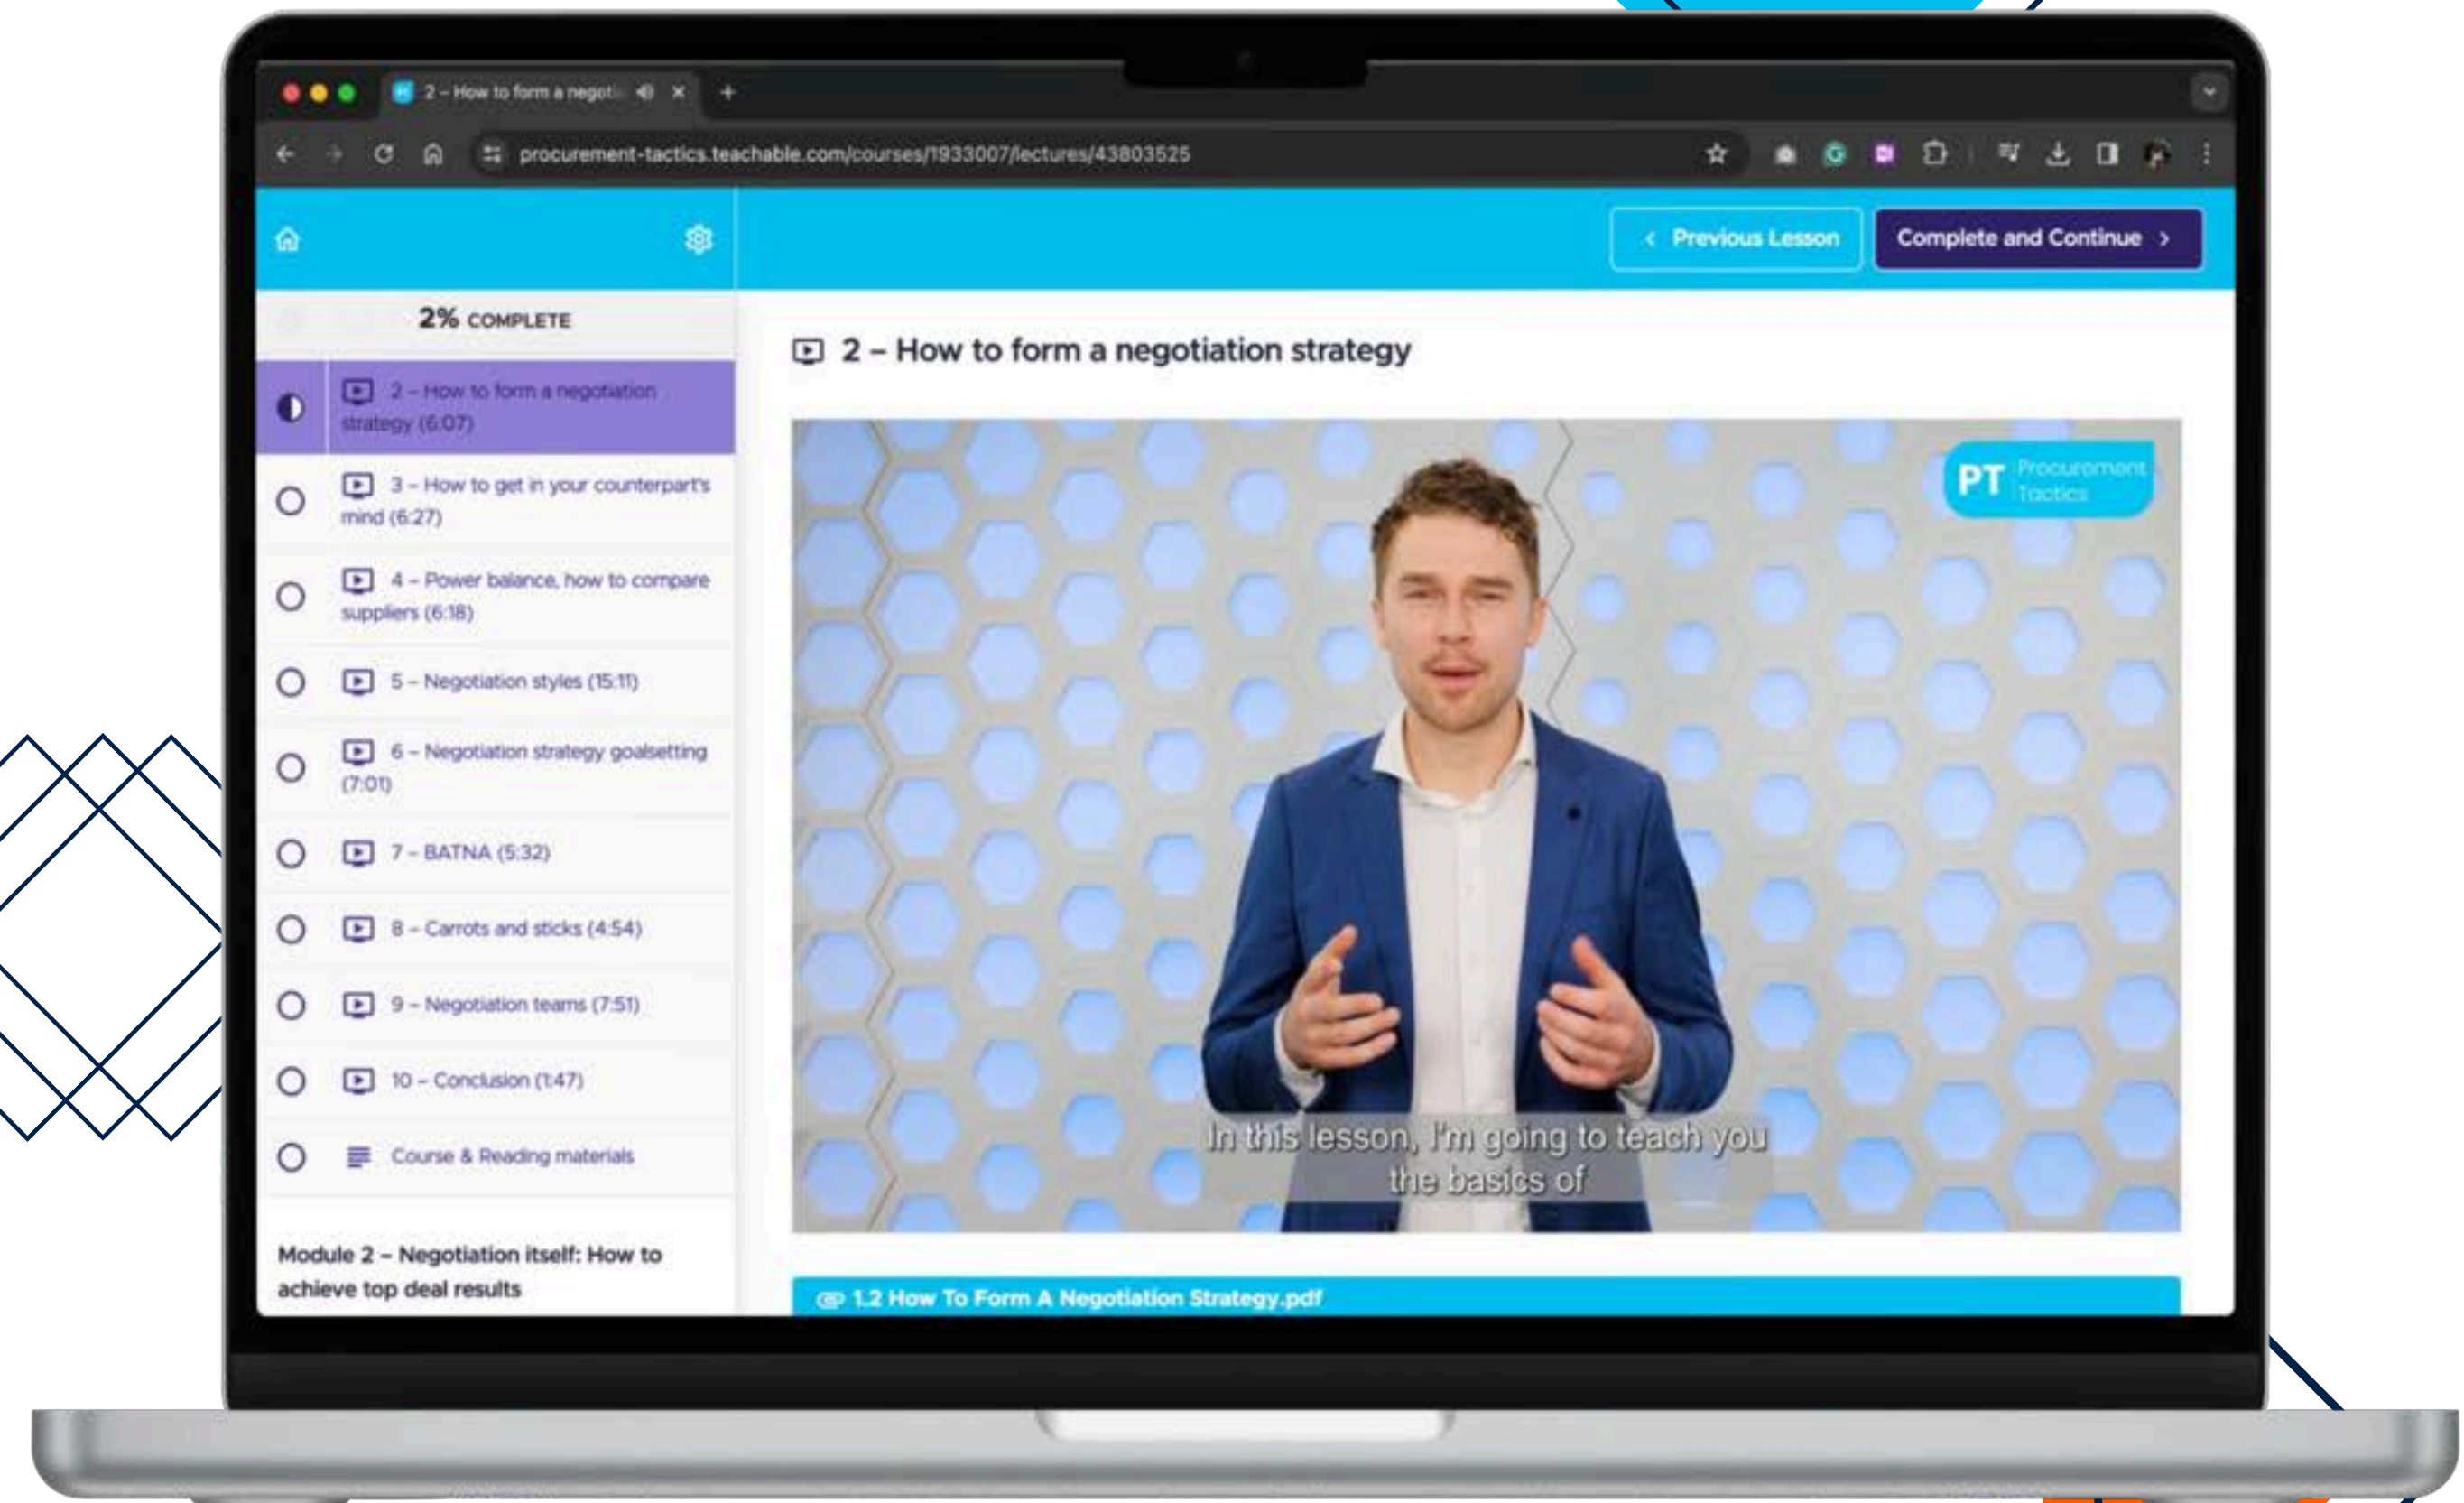 2 – How to form a negoti
procurement-tactics.teachable.com/courses/1933007/lectures/43803525
Previous Lesson
Complete and Continue
2% COMPLETE
2 – How to form a negotiation
strategy (6:07)
3 – How to get in your counterpart's
mind (6:27)
4 – Power balance, how to compare
suppliers (6:18)
5 – Negotiation styles (15:11)
6 – Negotiation strategy goalsetting
(7:01)
7 – BATNA (5:32)
8 – Carrots and sticks (4:54)
9 – Negotiation teams (7:51)
10 – Conclusion (1:47)
Course & Reading materials
Module 2 – Negotiation itself: How to
achieve top deal results
2 – How to form a negotiation strategy
PT Procurement
Tactics
In this lesson, I'm going to teach you
the basics of
1.2 How To Form A Negotiation Strategy.pdf